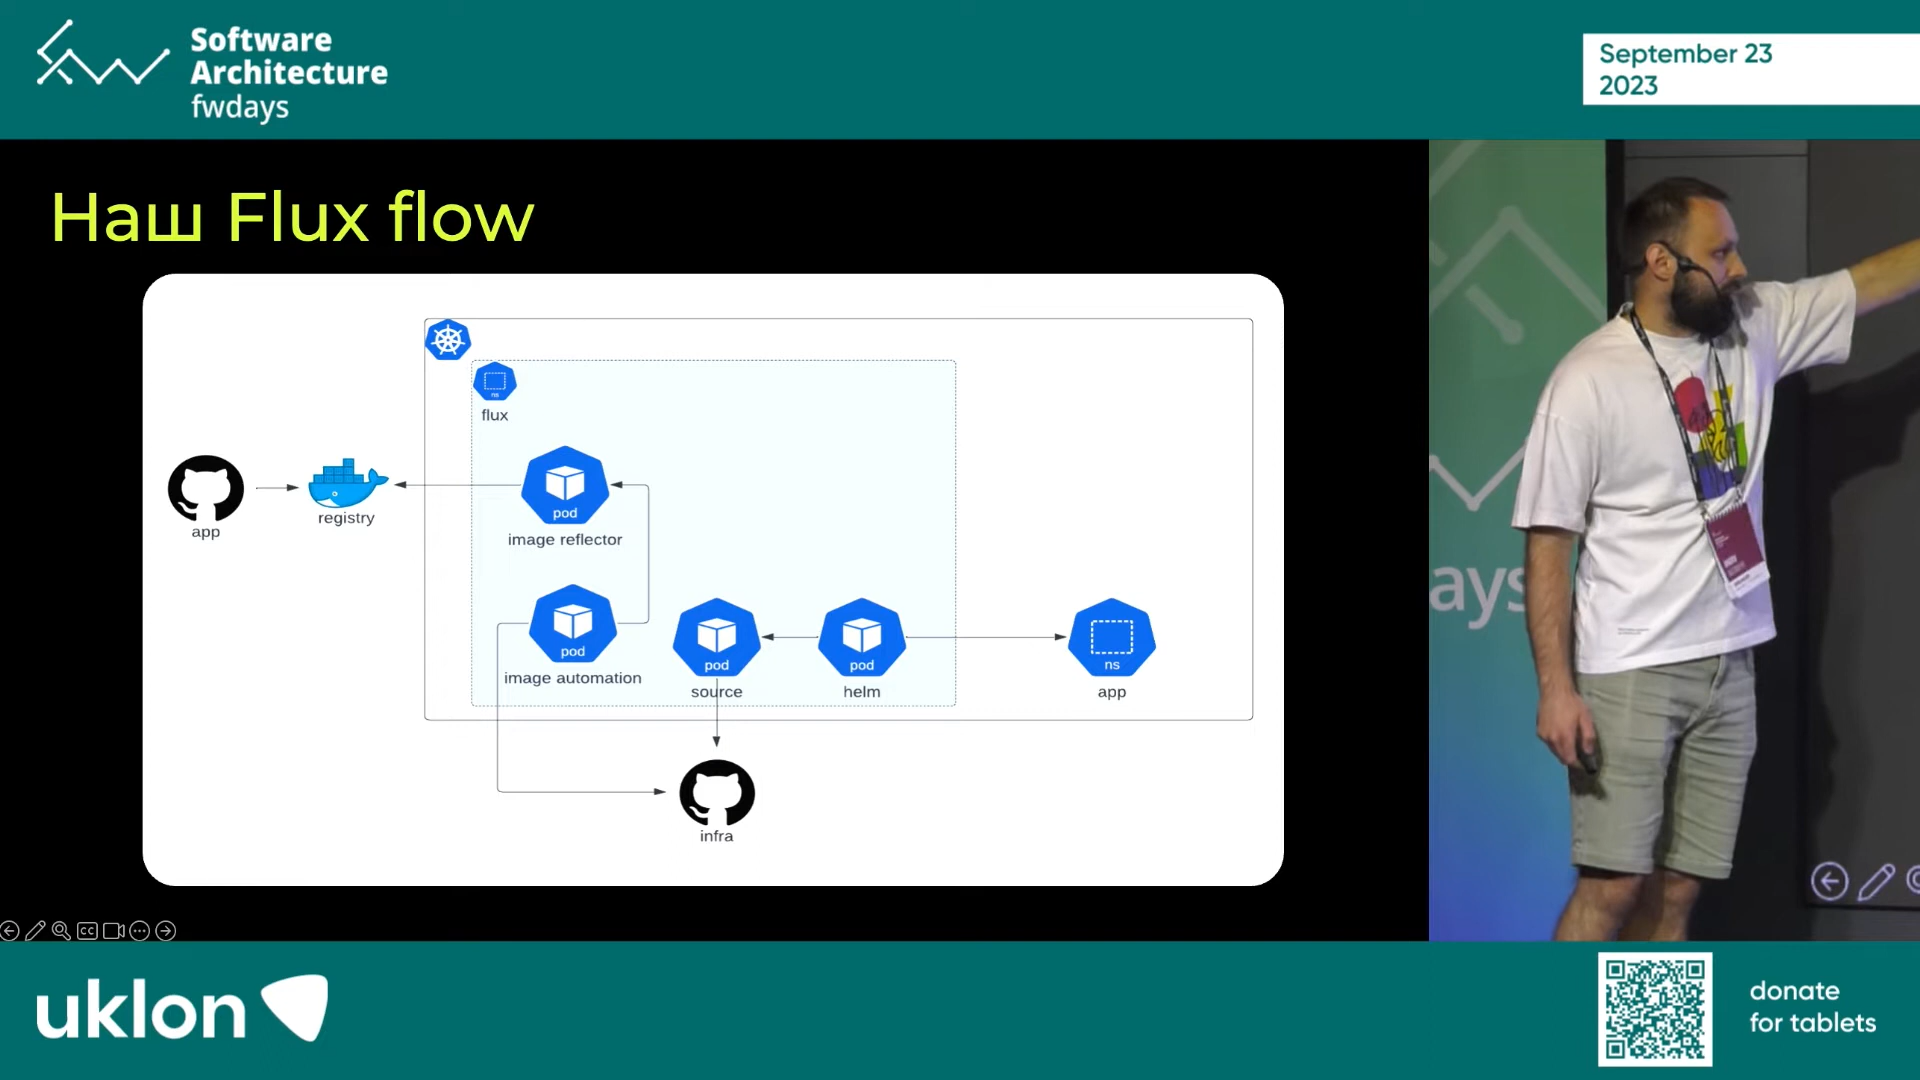 Software
Architecture
fwdays
September 23
2023
Наш Flux flow
ns
flux
app
registry
pod
image reflector
pod
image automation
pod
source
pod
helm
ns
app
infra
ays
uklon
donate
for tablets